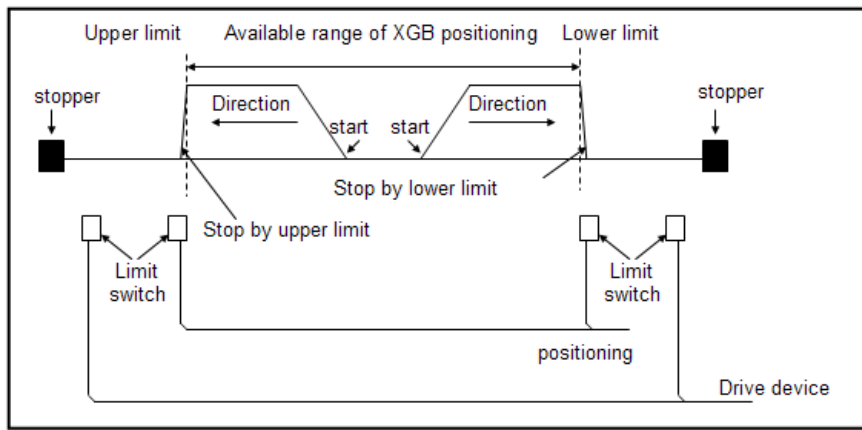 Upper limit
Available range of XGB positioning
Lower limit
stopper
Direction
start
start
Direction
stopper
Stop by lower limit
Stop by upper limit
Limit
switch
Limit
switch
positioning
Drive device